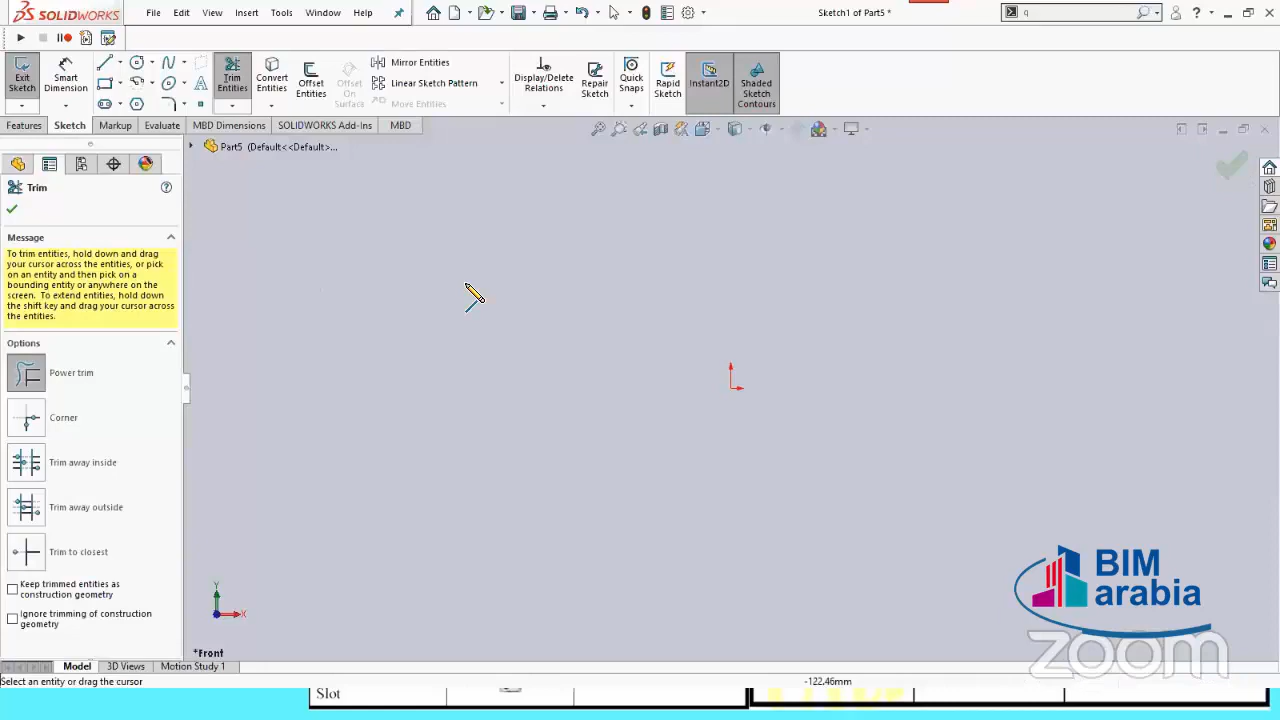 SOLIDWORKS
File Edit View Insert Tools Window Help
Sketch1 of Part5 *
q
Exit Sketch
Smart Dimension
Trim Entities
Convert Entities
Offset Entities
Offset On Surface
Mirror Entities
Linear Sketch Pattern
More Entities
Display/Delete Relations
Repair Sketch
Quick Snaps
Rapid Sketch
Instant2D
Shaded Sketch Contours
Features Sketch Markup Evaluate MBD Dimensions SOLIDWORKS Add-Ins MBD
Part5 (Default<<Default>...
Trim
Message
To trim entities, hold down and drag
your cursor across the entities, or pick
on an entity and then pick on a
bounding entity or anywhere on the
screen. To extend entities, hold down
the shift key and drag your cursor across
the entities.
Options
Power trim
Corner
Trim away inside
Trim away outside
Trim to closest
Keep trimmed entities as
construction geometry
Ignore trimming of construction
geometry
Y
X
*Front
BIM
arabia
zoom
Model 3D Views Motion Study 1
Select an entity or drag the cursor
-122.46mm
Slot